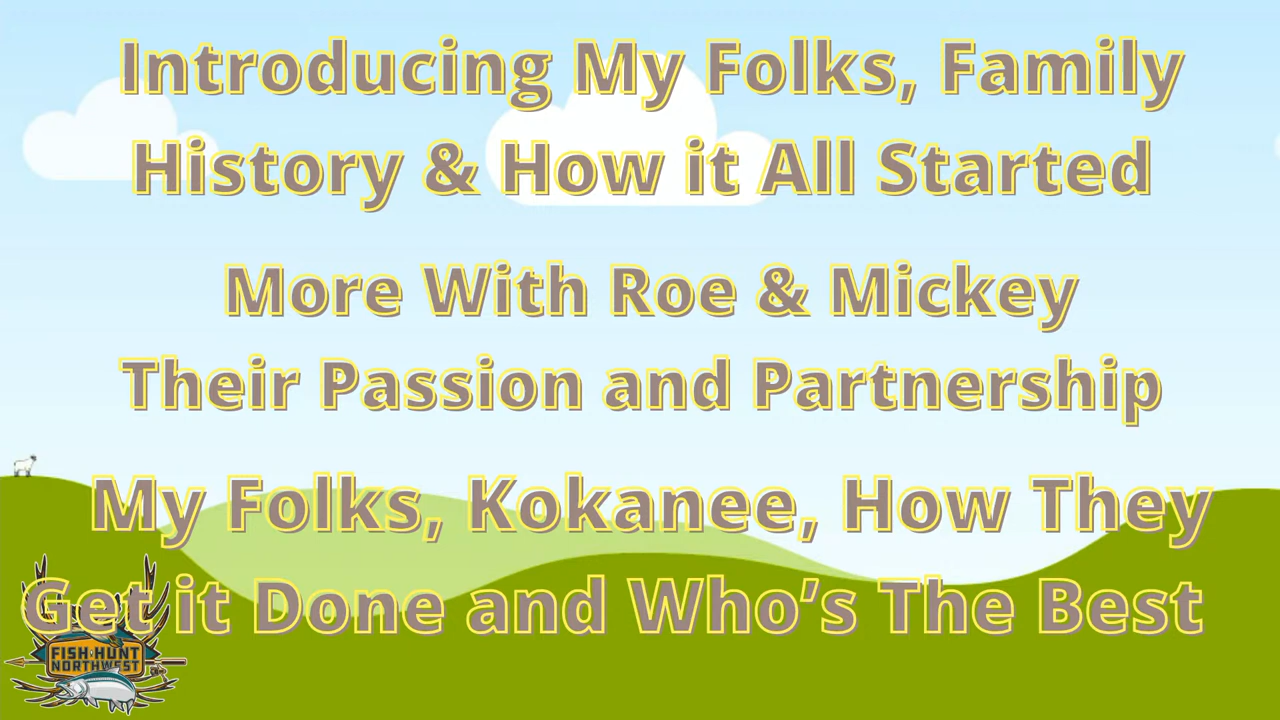 Introducing My Folks, Family
History & How it All Started
More With Roe & Mickey
Their Passion and Partnership
My Folks, Kokanee, How They
Get it Done and Who’s The Best
FISH·HUNT
NORTHWEST